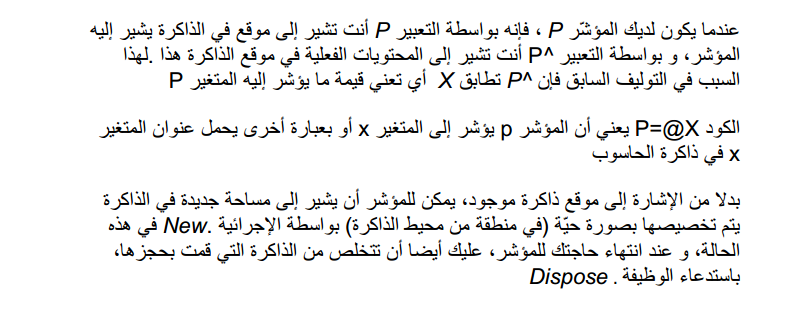 عندما يكون لديك المؤشّر P ، فإنه بواسطة التعبير P أنت تشير إلى موقع في الذاكرة يشير إليه
المؤشر، و بواسطة التعبير P^ أنت تشير إلى المحتويات الفعلية في موقع الذاكرة هذا .لهذا
السبب في التوليف السابق فإن P^ تطابق X أي تعني قيمة ما يؤشر إليه المتغير P
الكود P=@X يعني أن المؤشر p يؤشر إلى المتغير x أو بعبارة أخرى يحمل عنوان المتغير
x في ذاكرة الحاسوب
بدلا من الإشارة إلى موقع ذاكرة موجود، يمكن للمؤشر أن يشير إلى مساحة جديدة في الذاكرة
يتم تخصيصها بصورة حيّة (في منطقة من محيط الذاكرة) بواسطة الإجرائية .New في هذه
الحالة، و عند انتهاء حاجتك للمؤشر، عليك أيضا أن تتخلص من الذاكرة التي قمت بحجزها،
باستدعاء الوظيفة . Dispose